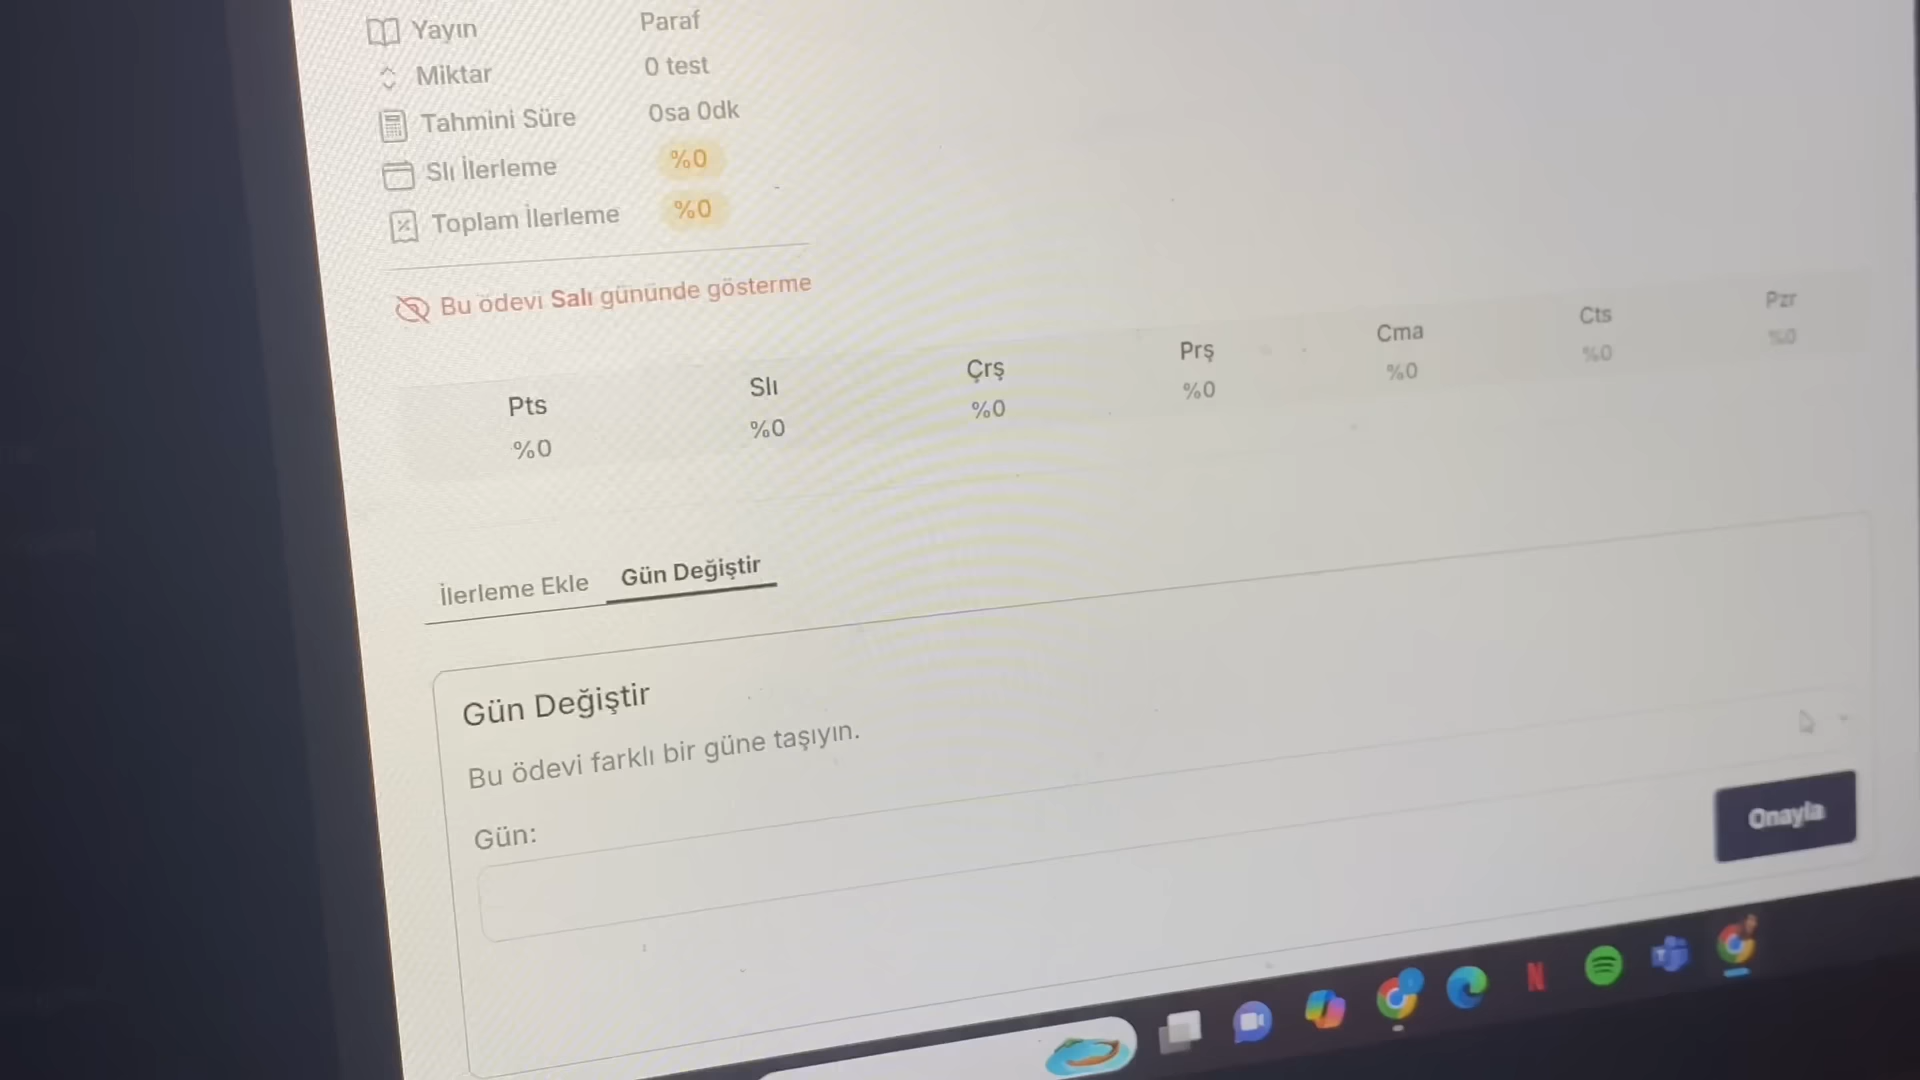 Yayın Paraf
Miktar 0 test
Tahmini Süre 0sa 0dk
Slı İlerleme %0
Toplam İlerleme %0
Bu ödevi Salı gününde gösterme
Pts Slı Çrş Prş Cma Cts Pzr
%0 %0 %0 %0 %0 %0 %0
İlerleme Ekle Gün Değiştir
Gün Değiştir
Bu ödevi farklı bir güne taşıyın.
Gün:
Onayla